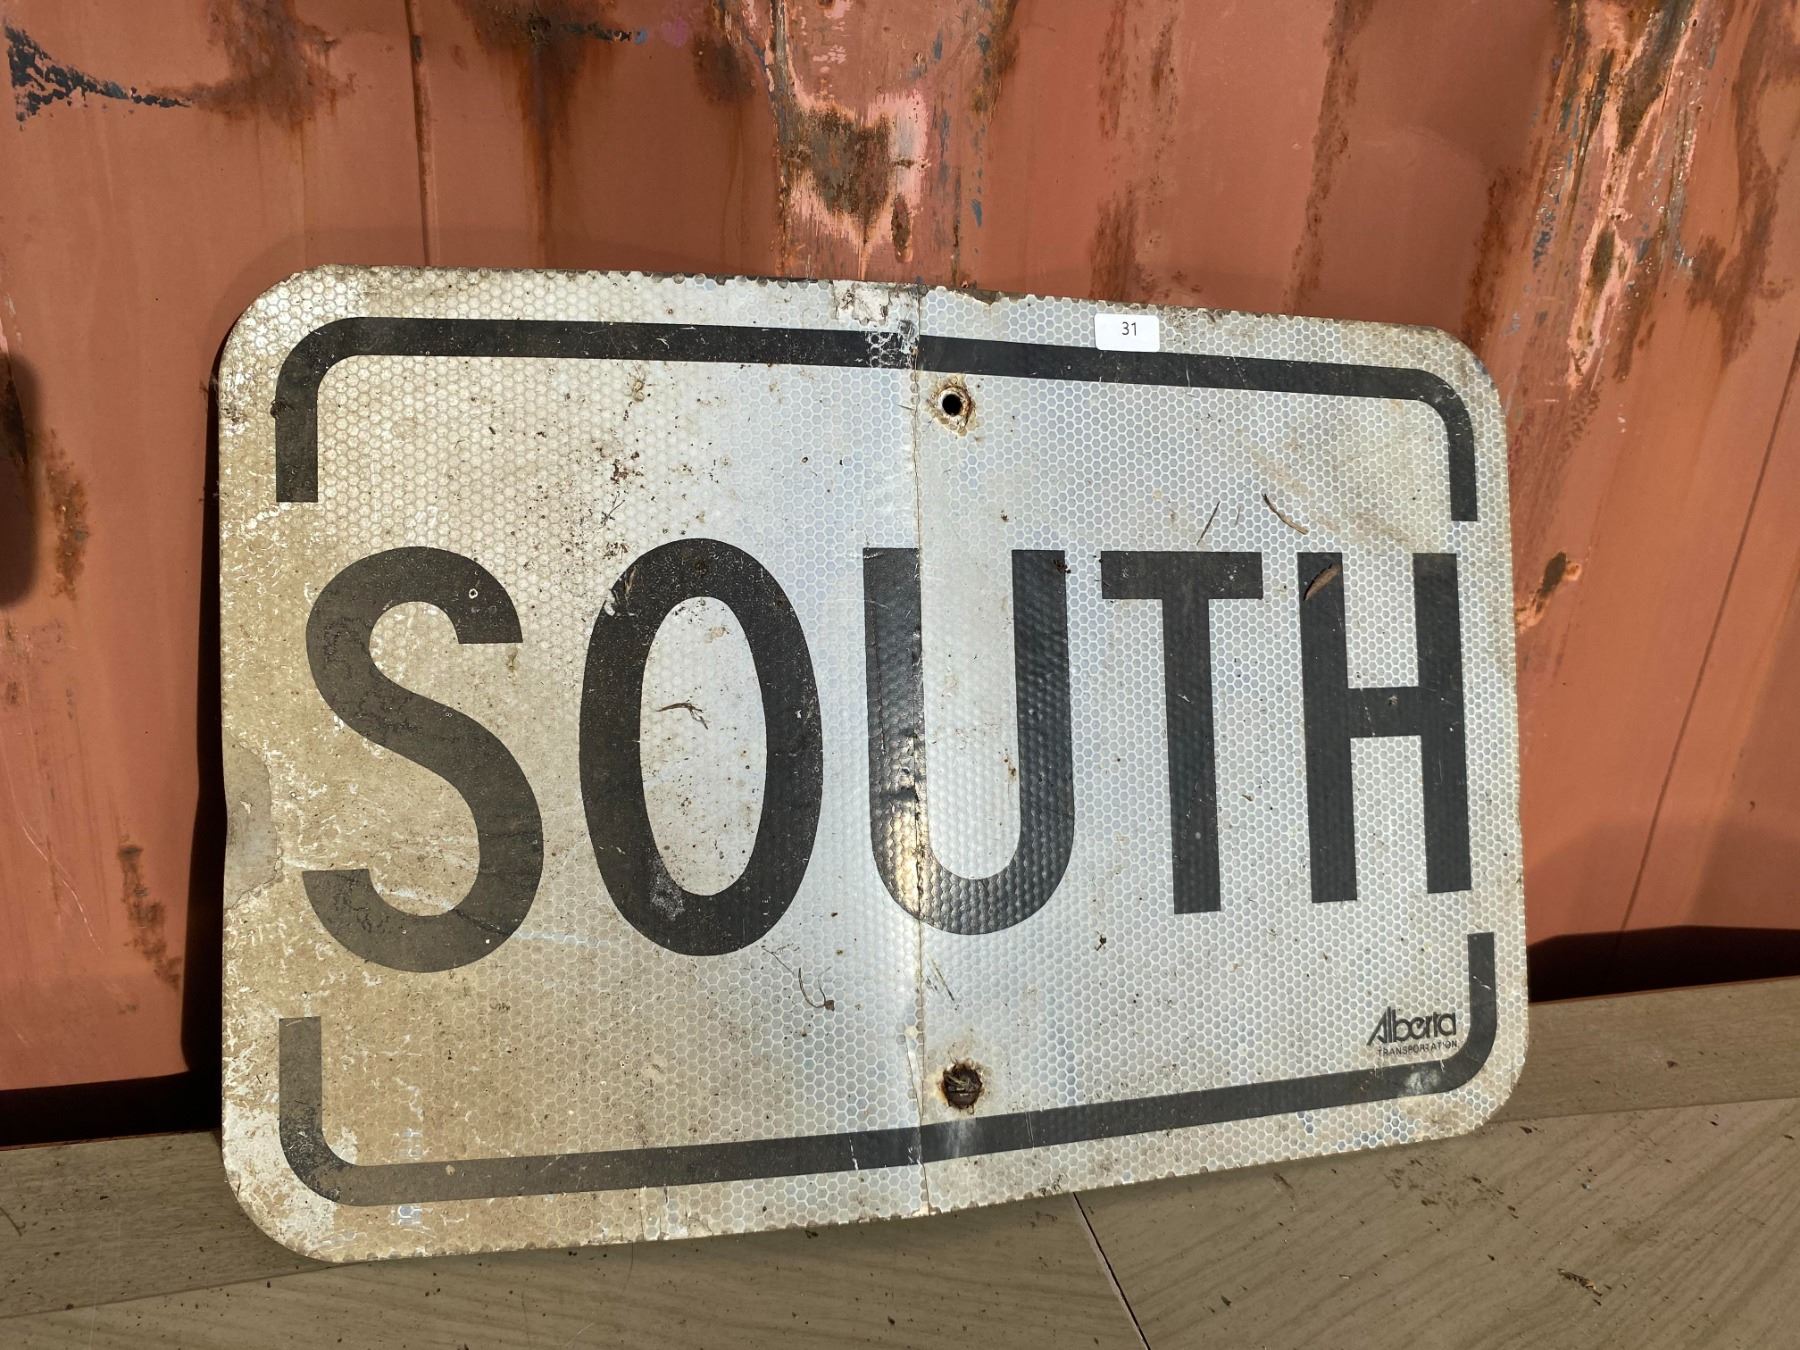 31
SOUTH
Alberta
TRANSPORTATION